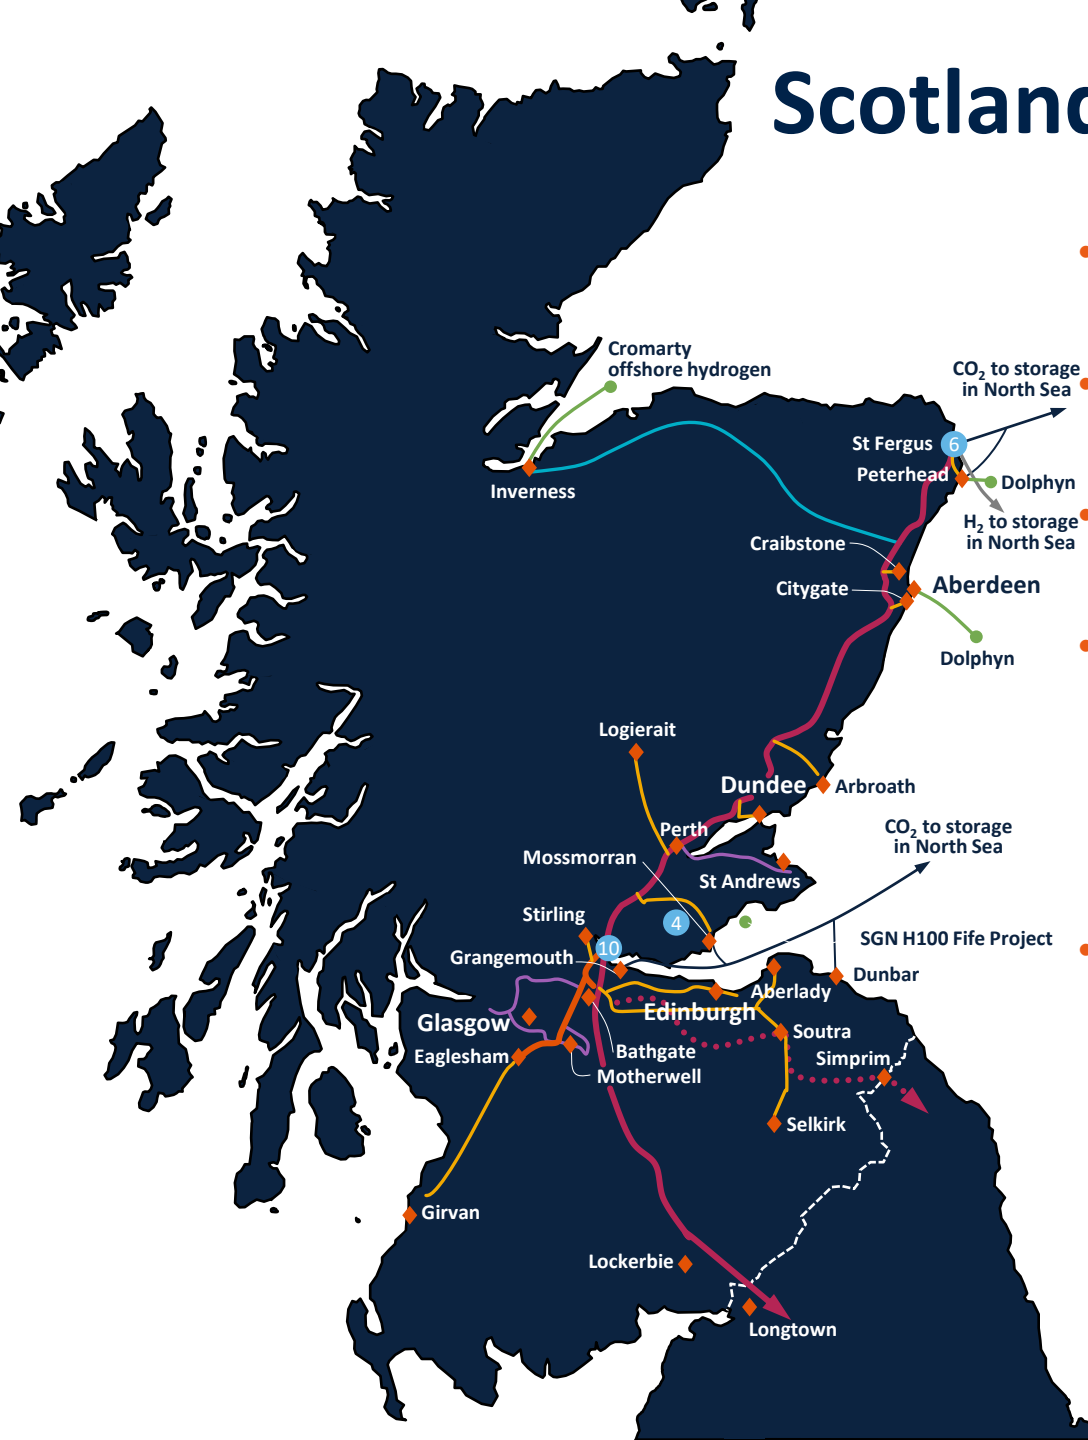 Scotland
Cromarty
offshore hydrogen
CO₂ to storage
in North Sea
St Fergus
6
Peterhead
Dolphyn
Inverness
H₂ to storage
in North Sea
Craibstone
Citygate
Aberdeen
Dolphyn
Logierait
Dundee
Arbroath
Perth
CO₂ to storage
in North Sea
Mossmorran
St Andrews
Stirling
4
10
SGN H100 Fife Project
Grangemouth
Dunbar
Aberlady
Edinburgh
Glasgow
Soutra
Eaglesham
Bathgate
Simprim
Motherwell
Selkirk
Girvan
Lockerbie
Longtown